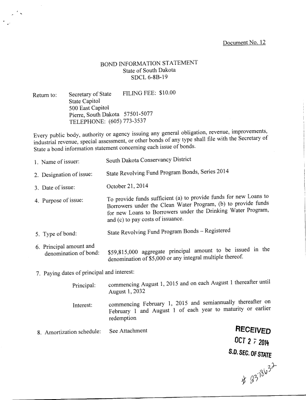 Document No. 12
BOND INFORMATION STATEMENT
State of South Dakota
SDCL 6-8B-19
Return to: Secretary of State FILING FEE: $10.00
State Capitol
500 East Capitol
Pierre, South Dakota 57501-5077
TELEPHONE: (605) 773-3537
Every public body, authority or agency issuing any general obligation, revenue, improvements,
industrial revenue, special assessment, or other bonds of any type shall file with the Secretary of
State a bond information statement concerning each issue of bonds.
1. Name of issuer: South Dakota Conservancy District
2. Designation of issue: State Revolving Fund Program Bonds, Series 2014
3. Date of issue: October 21, 2014
4. Purpose of issue: To provide funds sufficient (a) to provide funds for new Loans to
Borrowers under the Clean Water Program, (b) to provide funds
for new Loans to Borrowers under the Drinking Water Program,
and (c) to pay costs of issuance.
5. Type of bond: State Revolving Fund Program Bonds – Registered
6. Principal amount and
denomination of bond: $59,815,000 aggregate principal amount to be issued in the
denomination of $5,000 or any integral multiple thereof.
7. Paying dates of principal and interest:
Principal: commencing August 1, 2015 and on each August 1 thereafter until
August 1, 2032
Interest: commencing February 1, 2015 and semiannually thereafter on
February 1 and August 1 of each year to maturity or earlier
redemption
8. Amortization schedule: See Attachment
RECEIVED
OCT 27 2014
S.D. SEC. OF STATE